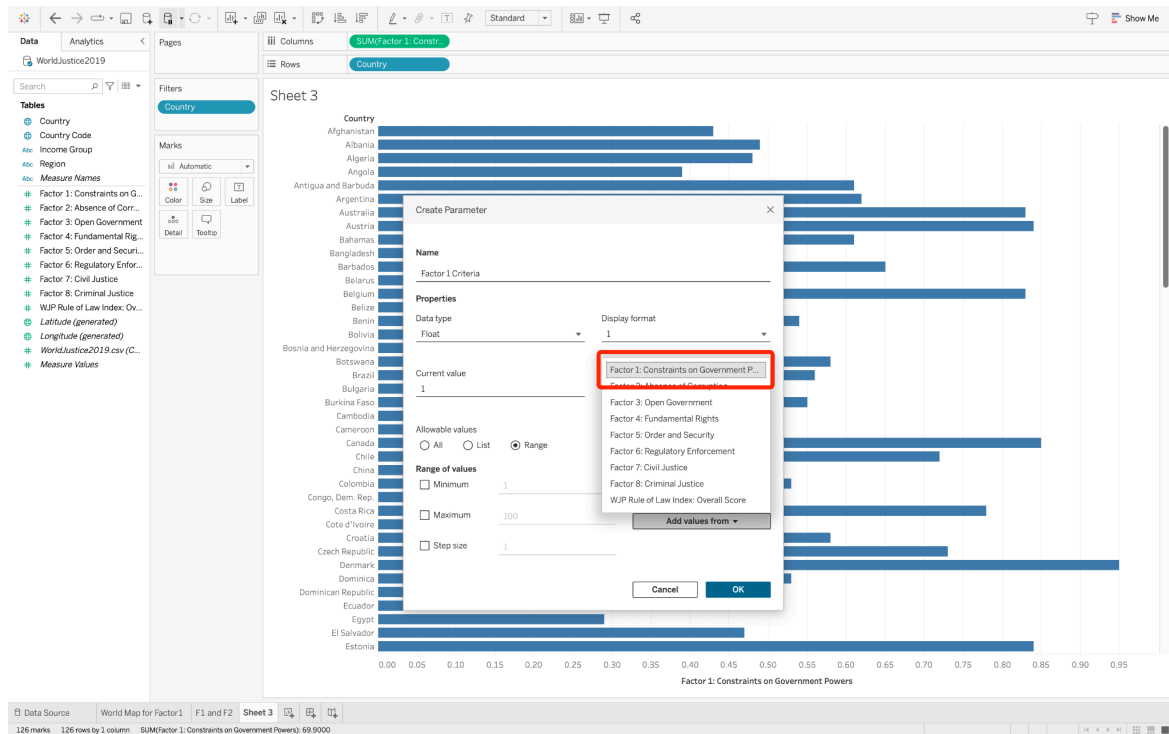 Standard
Show Me
Data
Analytics
Pages
Columns
SUM(Factor 1: Constr..
WorldJustice2019
Rows
Country
Search
Filters
Country
Sheet 3
Tables
Country
Country Code
Abc Income Group
Abc Region
Abc Measure Names
# Factor 1: Constraints on G...
# Factor 2: Absence of Corr...
# Factor 3: Open Government
# Factor 4: Fundamental Rig...
# Factor 5: Order and Securi...
# Factor 6: Regulatory Enfor...
# Factor 7: Civil Justice
# Factor 8: Criminal Justice
# WJP Rule of Law Index: Ov...
Latitude (generated)
Longitude (generated)
# WorldJustice2019.csv (C...
# Measure Values
Marks
Automatic
Color
Size
Label
Detail
Tooltip
Country
Afghanistan
Albania
Algeria
Angola
Antigua and Barbuda
Argentina
Australia
Austria
Bahamas
Bangladesh
Barbados
Belarus
Belgium
Belize
Benin
Bolivia
Bosnia and Herzegovina
Botswana
Brazil
Bulgaria
Burkina Faso
Cambodia
Cameroon
Canada
Chile
China
Colombia
Congo, Dem. Rep.
Costa Rica
Cote d'Ivoire
Croatia
Czech Republic
Denmark
Dominica
Dominican Republic
Ecuador
Egypt
El Salvador
Estonia
Create Parameter
Name
Factor 1 Criteria
Properties
Data type
Display format
Float
1
Current value
1
Factor 1: Constraints on Government P...
Factor 2: Absence of Corruption
Factor 3: Open Government
Factor 4: Fundamental Rights
Factor 5: Order and Security
Factor 6: Regulatory Enforcement
Factor 7: Civil Justice
Factor 8: Criminal Justice
WJP Rule of Law Index: Overall Score
Allowable values
All
List
Range
Range of values
Minimum
1
Maximum
100
Step size
1
Add values from
Cancel
OK
0.00 0.05 0.10 0.15 0.20 0.25 0.30 0.35 0.40 0.45 0.50 0.55 0.60 0.65 0.70 0.75 0.80 0.85 0.90 0.95
Factor 1: Constraints on Government Powers
Data Source
World Map for Factor1
F1 and F2
Sheet 3
126 marks 126 rows by 1 column SUM(Factor 1: Constraints on Government Powers): 69.9000